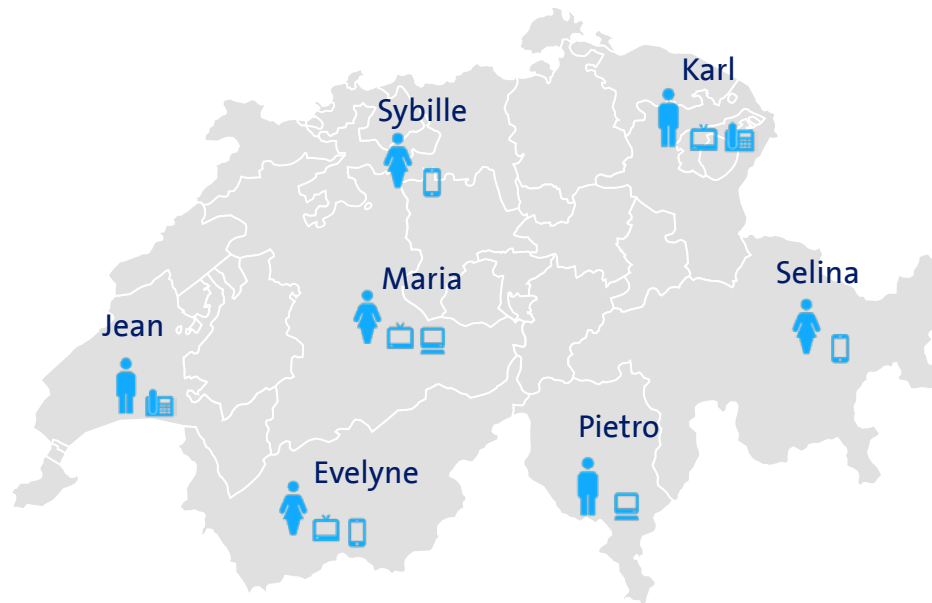 Karl
Sybille
Maria
Selina
Jean
Pietro
Evelyne